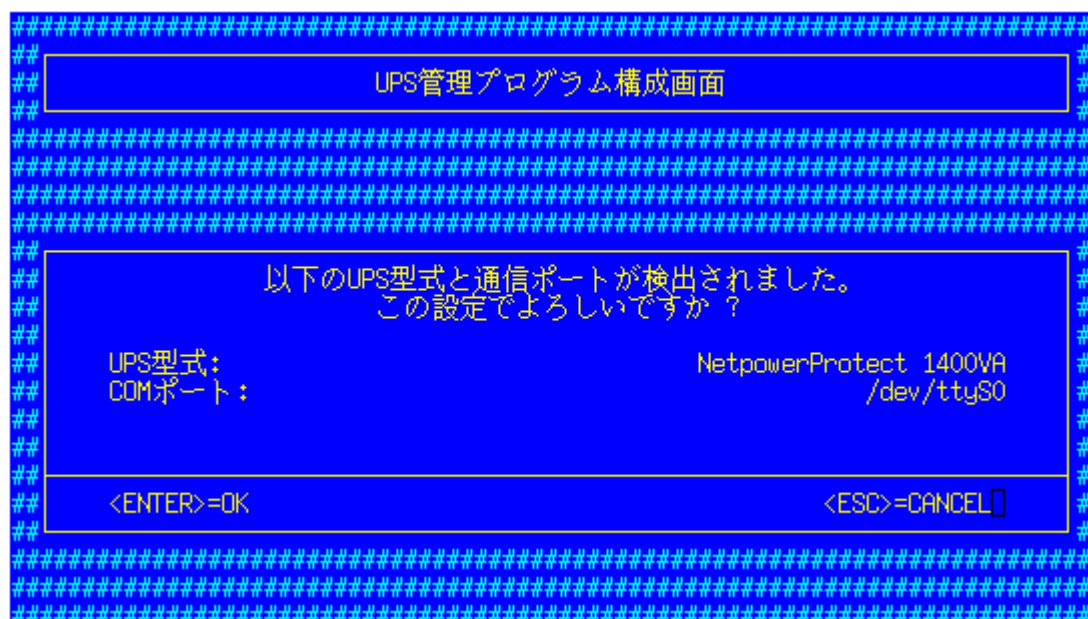 UPS管理プログラム構成画面
以下のUPS型式と通信ポートが検出されました。
この設定でよろしいですか ?
UPS型式: NetpowerProtect 1400VA
COMポート: /dev/ttyS0
<ENTER>=OK <ESC>=CANCEL